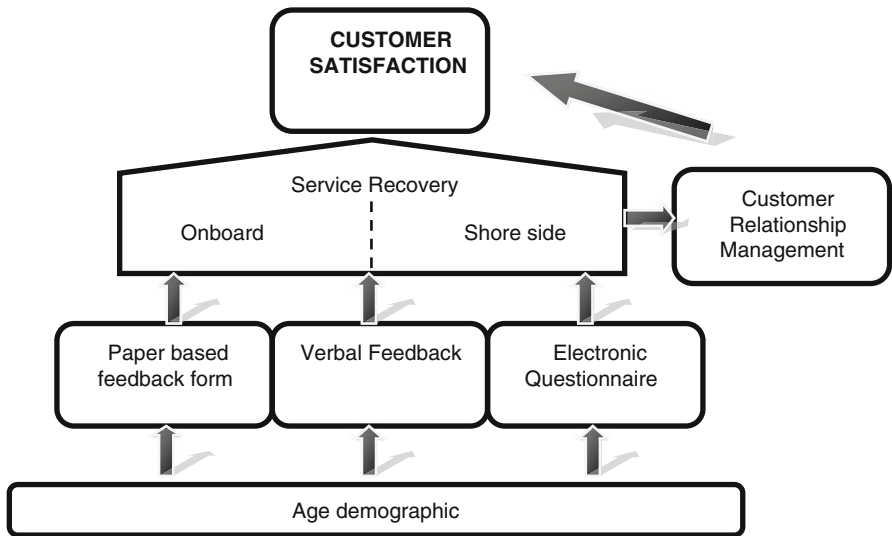 CUSTOMER
SATISFACTION
Service Recovery
Onboard
Shore side
Customer
Relationship
Management
Paper based
feedback form
Verbal Feedback
Electronic
Questionnaire
Age demographic